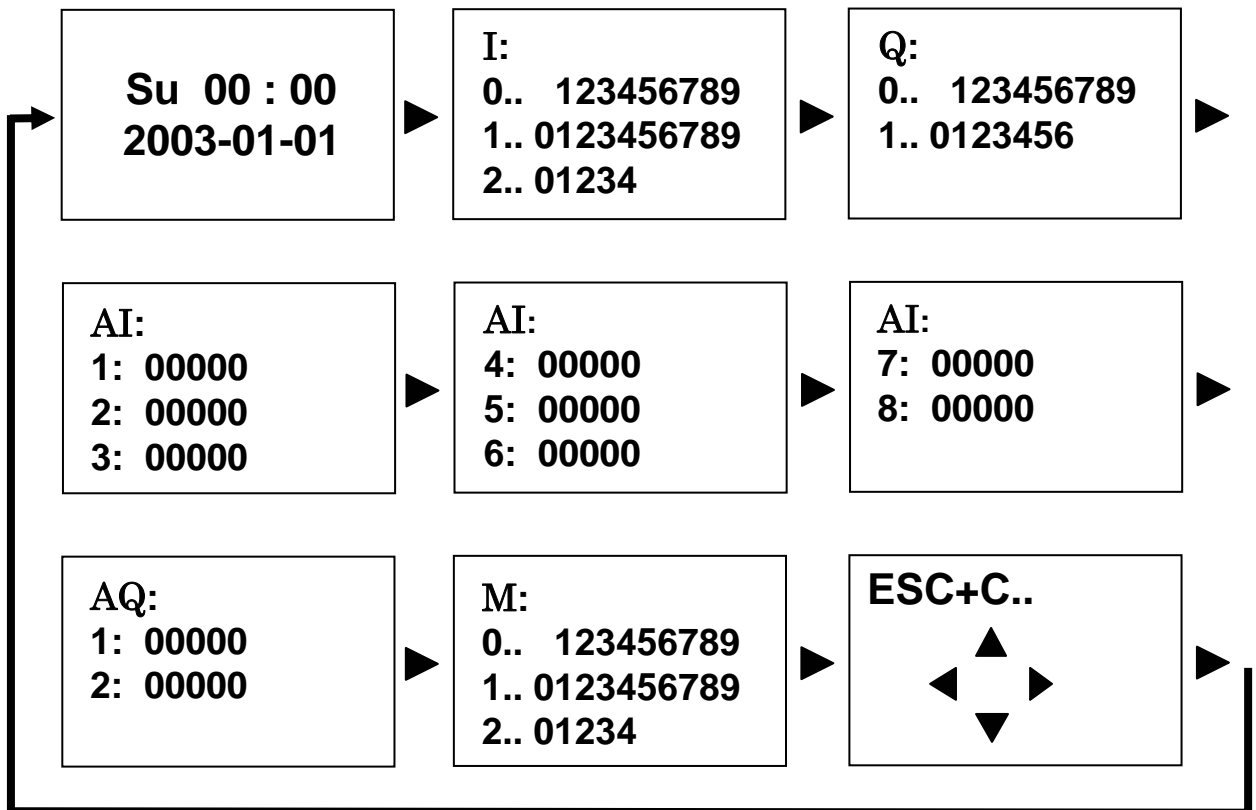 Su 00 : 00
2003-01-01
I:
0.. 123456789
1.. 0123456789
2.. 01234
Q:
0.. 123456789
1.. 0123456
AI:
1: 00000
2: 00000
3: 00000
AI:
4: 00000
5: 00000
6: 00000
AI:
7: 00000
8: 00000
AQ:
1: 00000
2: 00000
M:
0.. 123456789
1.. 0123456789
2.. 01234
ESC+C..